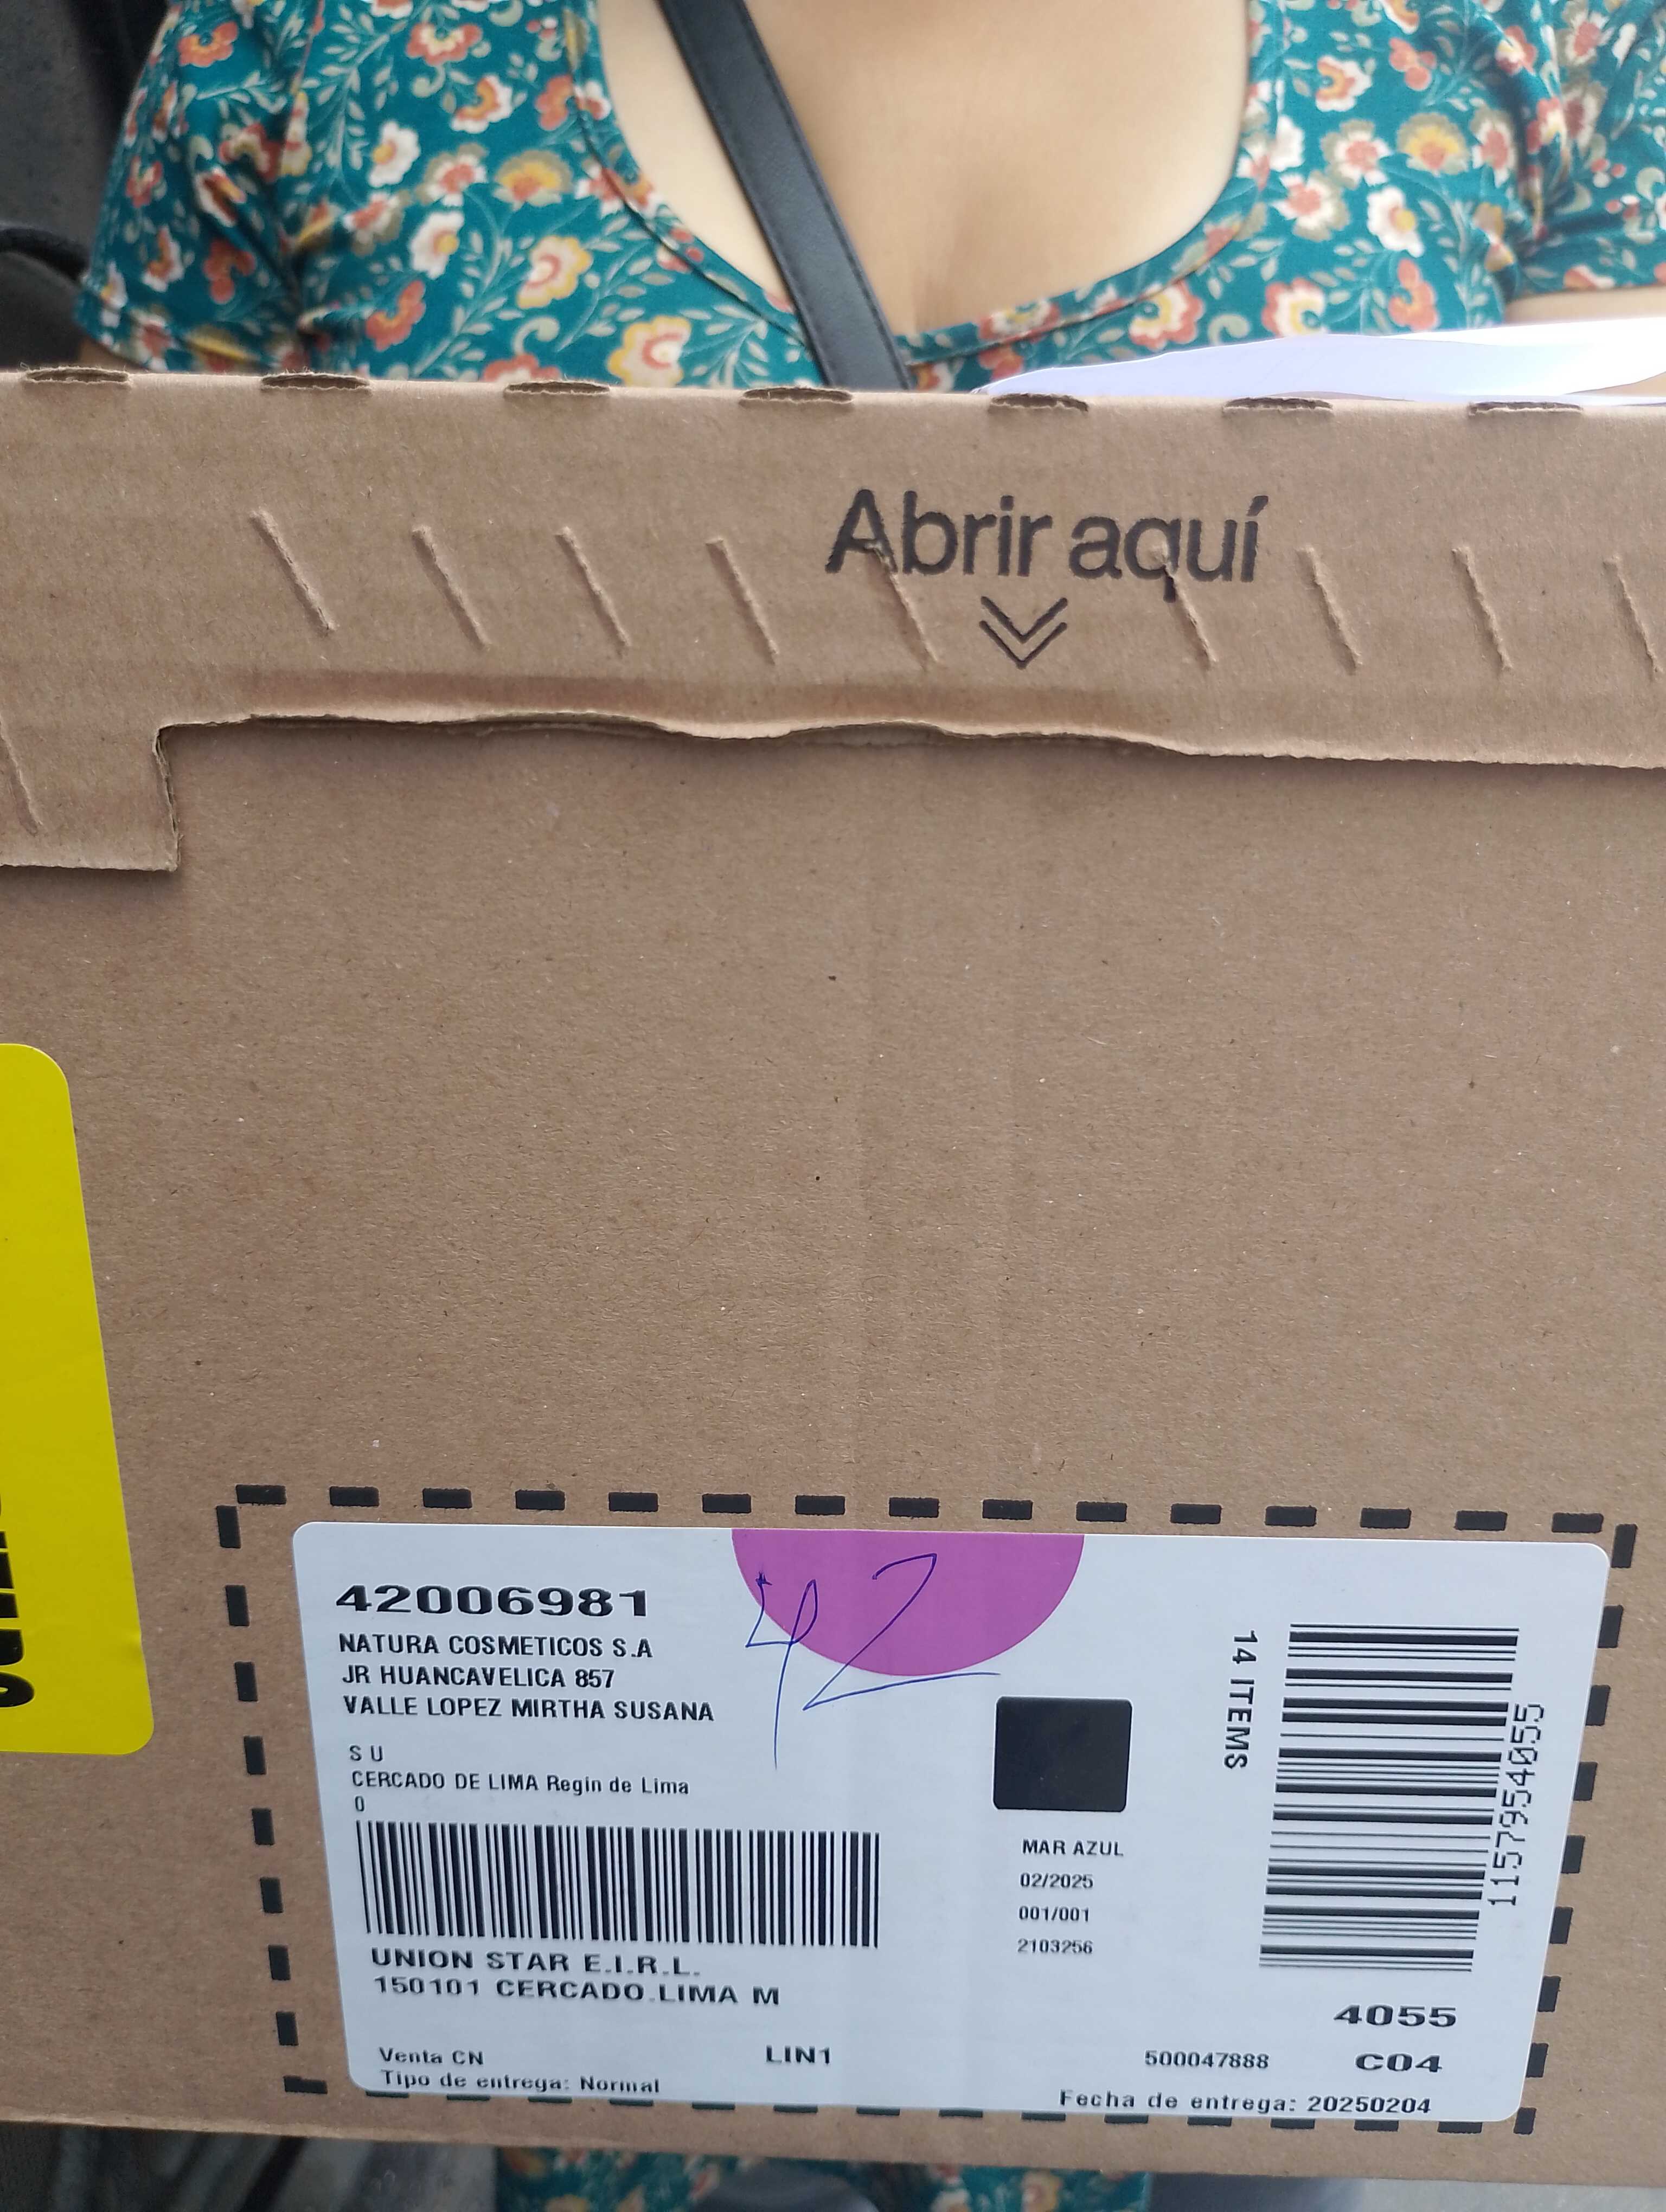 Abrir aquí
42006981
NATURA COSMETICOS S.A
JR HUANCAVELICA 857
VALLE LOPEZ MIRTHA SUSANA
S U
CERCADO DE LIMA Regin de Lima
0
UNION STAR E.I.R.L.
150101 CERCADO.LIMA M
Venta CN
LIN1
Tipo de entrega: Normal
42
MAR AZUL
02/2025
001/001
2103256
14 ITEMS
1157954055
4055
500047888
C04
Fecha de entrega: 20250204